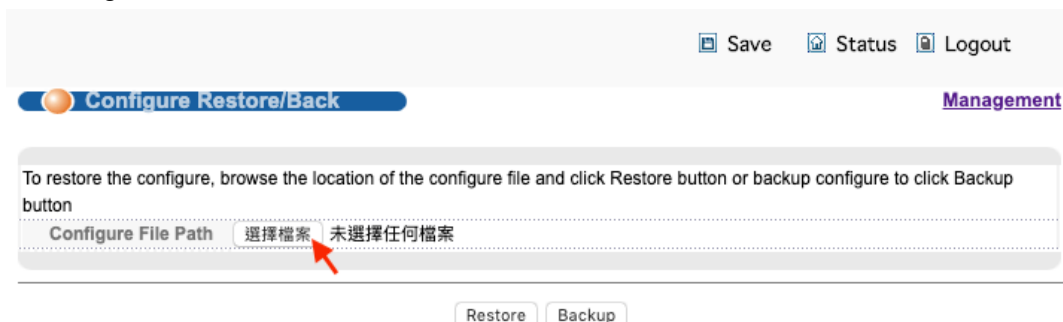 Save Status Logout
Configure Restore/Back
Management
To restore the configure, browse the location of the configure file and click Restore button or backup configure to click Backup
button
Configure File Path 選擇檔案 未選擇任何檔案
Restore Backup